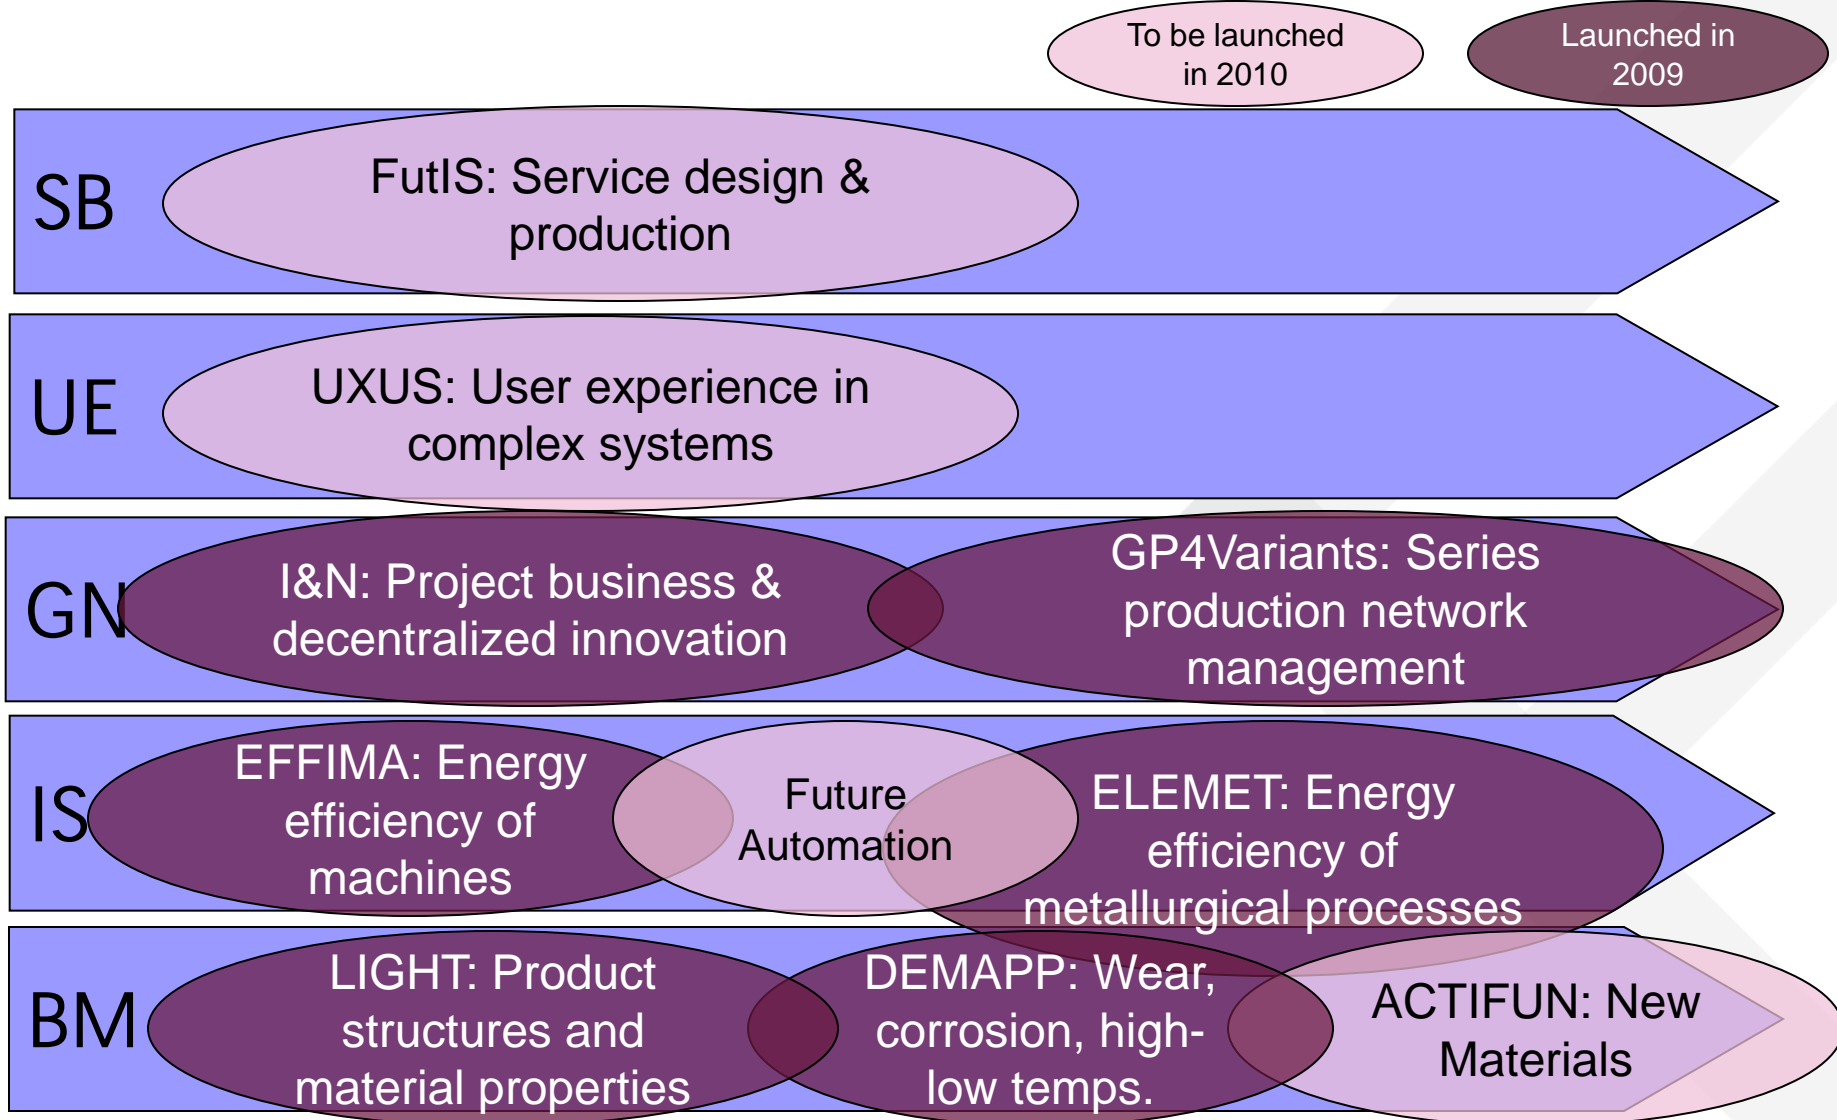 To be launched
in 2010
Launched in
2009
SB
FutIS: Service design &
production
UE
UXUS: User experience in
complex systems
GN
I&N: Project business &
decentralized innovation
GP4Variants: Series
production network
management
IS
EFFIMA: Energy
efficiency of
machines
Future
Automation
ELEMET: Energy
efficiency of
metallurgical processes
BM
LIGHT: Product
structures and
material properties
DEMAPP: Wear,
corrosion, high-
low temps.
ACTIFUN: New
Materials